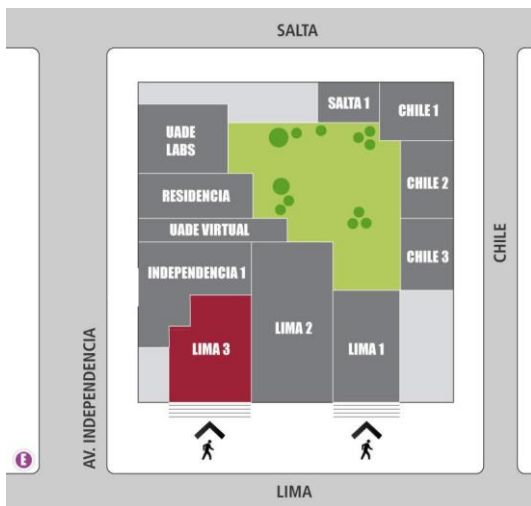 SALTA
SALTA 1
CHILE 1
UADE
LABS
CHILE 2
RESIDENCIA
UADE VIRTUAL
CHILE 3
CHILE
INDEPENDENCIA 1
LIMA 2
LIMA 3
LIMA 1
AV. INDEPENDENCIA
E
LIMA